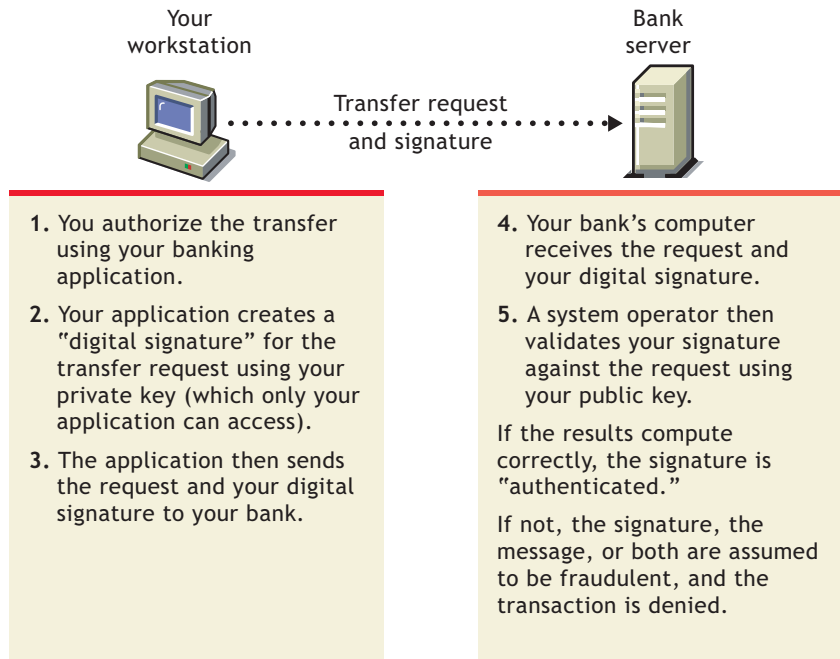 Your
workstation
Bank
server
Transfer request
and signature
1. You authorize the transfer
using your banking
application.
2. Your application creates a
“digital signature” for the
transfer request using your
private key (which only your
application can access).
3. The application then sends
the request and your digital
signature to your bank.
4. Your bank’s computer
receives the request and
your digital signature.
5. A system operator then
validates your signature
against the request using
your public key.
If the results compute
correctly, the signature is
“authenticated.”
If not, the signature, the
message, or both are assumed
to be fraudulent, and the
transaction is denied.